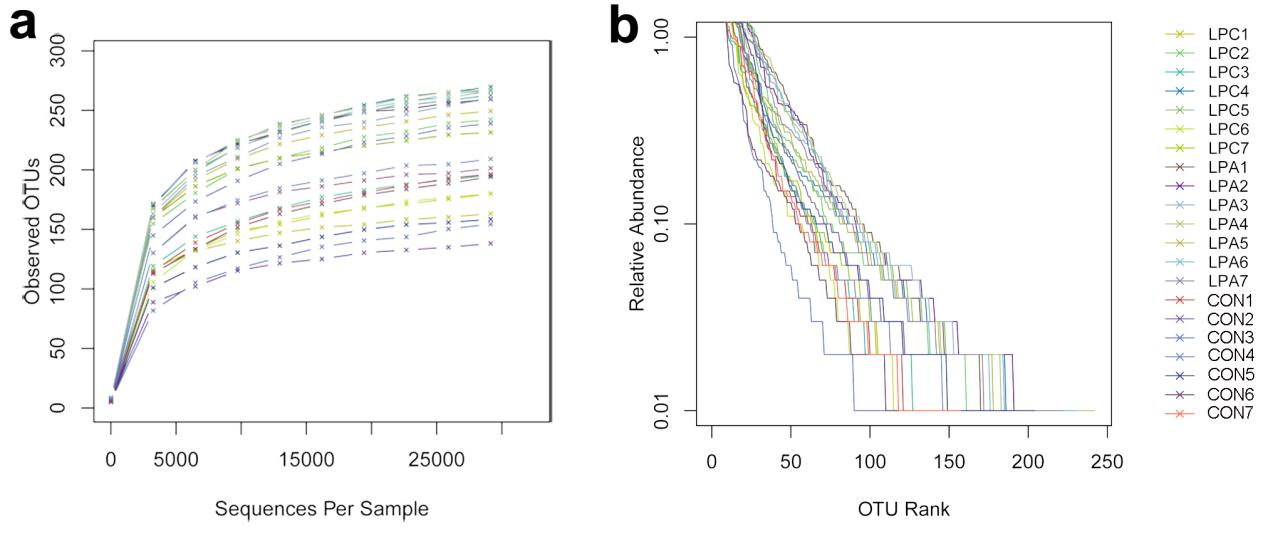 a
300
250
200
150
100
50
0
Observed OTUs
0 5000 15000 25000
Sequences Per Sample
b
1.00
0.10
0.01
Relative Abundance
0 50 100 150 200 250
OTU Rank
LPC1
LPC2
LPC3
LPC4
LPC5
LPC6
LPC7
LPA1
LPA2
LPA3
LPA4
LPA5
LPA6
LPA7
CON1
CON2
CON3
CON4
CON5
CON6
CON7